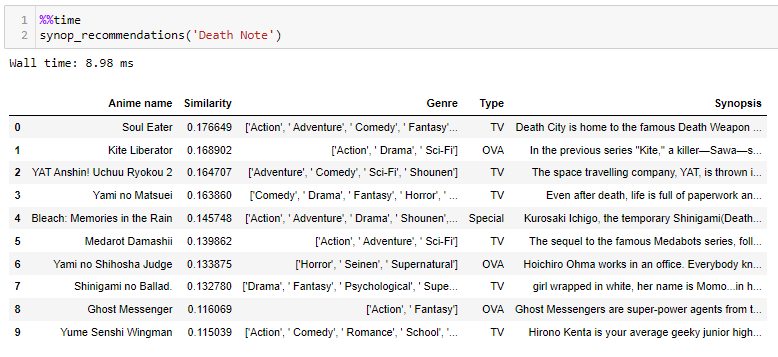 1 %%time
2 synop_recommendations('Death Note')
Wall time: 8.98 ms
Anime name Similarity Genre Type Synopsis
0 Soul Eater 0.176649 ['Action', ' Adventure', ' Comedy', ' Fantasy'... TV Death City is home to the famous Death Weapon ...
1 Kite Liberator 0.168902 ['Action', ' Drama', ' Sci-Fi'] OVA In the previous series "Kite," a killer—Sawa—s...
2 YAT Anshin! Uchuu Ryokou 2 0.164707 ['Adventure', ' Comedy', ' Sci-Fi', ' Shounen'] TV The space travelling company, YAT, is thrown i...
3 Yami no Matsuei 0.163860 ['Comedy', ' Drama', ' Fantasy', ' Horror', ' ... TV Even after death, life is full of paperwork an...
4 Bleach: Memories in the Rain 0.145748 ['Action', ' Adventure', ' Drama', ' Shounen',... Special Kurosaki Ichigo, the temporary Shinigami(Death...
5 Medarot Damashii 0.139862 ['Action', ' Adventure', ' Sci-Fi'] TV The sequel to the famous Medabots series, foll...
6 Yami no Shihosha Judge 0.133875 ['Horror', ' Seinen', ' Supernatural'] OVA Hoichiro Ohma works in an office. Everybody kn...
7 Shinigami no Ballad. 0.132780 ['Drama', ' Fantasy', ' Psychological', ' Supe... TV girl wrapped in white, her name is Momo...in h...
8 Ghost Messenger 0.116069 ['Action', ' Fantasy'] OVA Ghost Messengers are super-power agents from t...
9 Yume Senshi Wingman 0.115039 ['Action', ' Comedy', ' Romance', ' School', '... TV Hirono Kenta is your average geeky junior high...